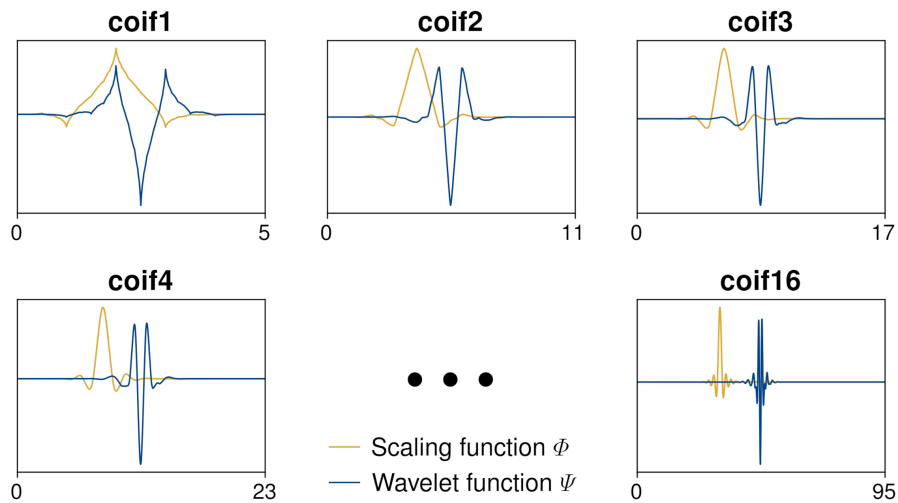 coif1
coif2
coif3
0 5
0 11
0 17
coif4
coif16
Scaling function Φ
Wavelet function Ψ
0 23
0 95